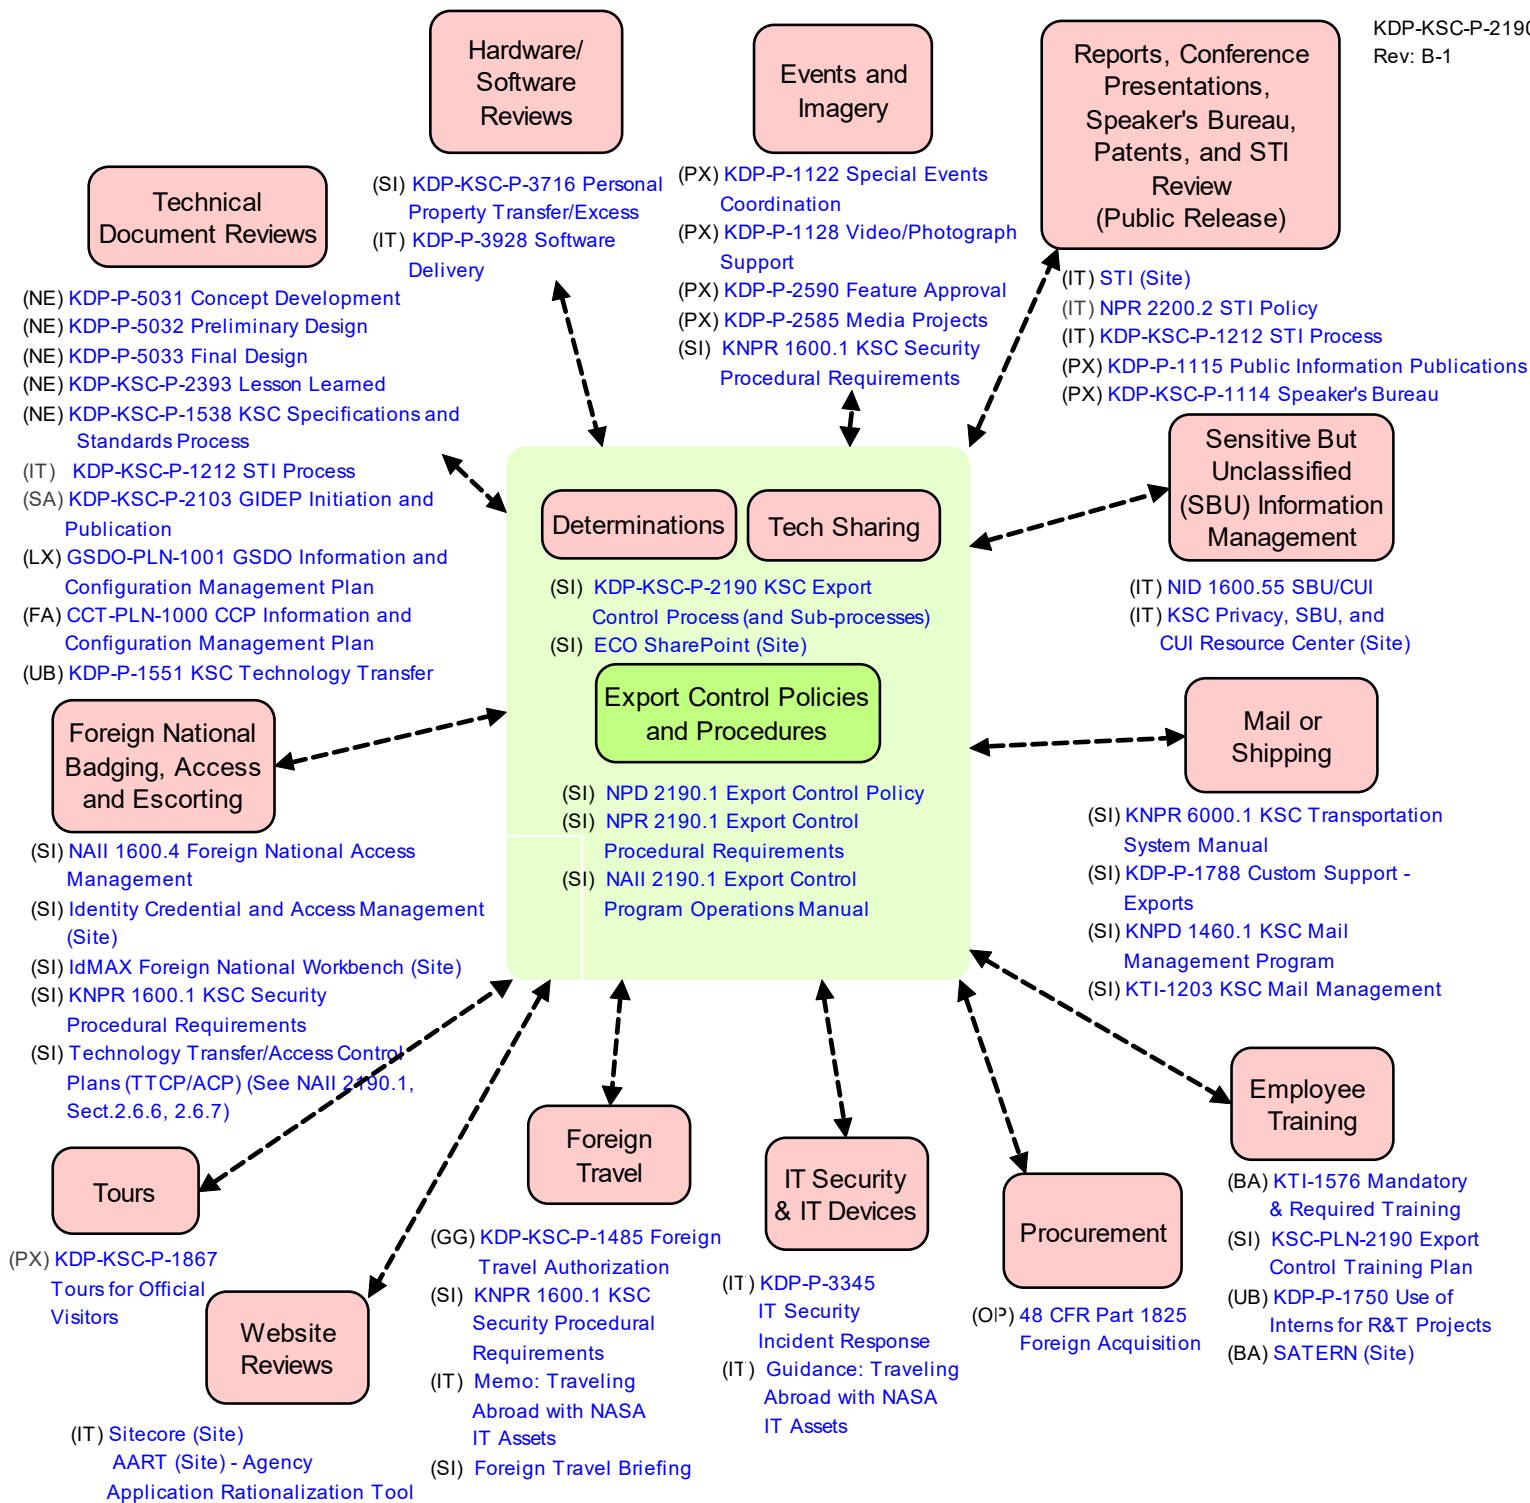 KDP-KSC-P-2190
Rev: B-1
Hardware/
Software
Reviews
(SI) KDP-KSC-P-3716 Personal
Property Transfer/Excess
(IT) KDP-P-3928 Software
Delivery
Events and
Imagery
(PX) KDP-P-1122 Special Events
Coordination
(PX) KDP-P-1128 Video/Photograph
Support
(PX) KDP-P-2590 Feature Approval
(PX) KDP-P-2585 Media Projects
(SI) KNPR 1600.1 KSC Security
Procedural Requirements
Reports, Conference
Presentations,
Speaker's Bureau,
Patents, and STI
Review
(Public Release)
(IT) STI (Site)
(IT) NPR 2200.2 STI Policy
(IT) KDP-KSC-P-1212 STI Process
(PX) KDP-P-1115 Public Information Publications
(PX) KDP-KSC-P-1114 Speaker's Bureau
Technical
Document Reviews
(NE) KDP-P-5031 Concept Development
(NE) KDP-P-5032 Preliminary Design
(NE) KDP-P-5033 Final Design
(NE) KDP-KSC-P-2393 Lesson Learned
(NE) KDP-KSC-P-1538 KSC Specifications and
Standards Process
(IT) KDP-KSC-P-1212 STI Process
(SA) KDP-KSC-P-2103 GIDEP Initiation and
Publication
(LX) GSDO-PLN-1001 GSDO Information and
Configuration Management Plan
(FA) CCT-PLN-1000 CCP Information and
Configuration Management Plan
(UB) KDP-P-1551 KSC Technology Transfer
Determinations
Tech Sharing
(SI) KDP-KSC-P-2190 KSC Export
Control Process (and Sub-processes)
(SI) ECO SharePoint (Site)
Export Control Policies
and Procedures
(SI) NPD 2190.1 Export Control Policy
(SI) NPR 2190.1 Export Control
Procedural Requirements
(SI) NAII 2190.1 Export Control
Program Operations Manual
Sensitive But
Unclassified
(SBU) Information
Management
(IT) NID 1600.55 SBU/CUI
(IT) KSC Privacy, SBU, and
CUI Resource Center (Site)
Mail or
Shipping
(SI) KNPR 6000.1 KSC Transportation
System Manual
(SI) KDP-P-1788 Custom Support -
Exports
(SI) KNPD 1460.1 KSC Mail
Management Program
(SI) KTI-1203 KSC Mail Management
Foreign National
Badging, Access
and Escorting
(SI) NAII 1600.4 Foreign National Access
Management
(SI) Identity Credential and Access Management
(Site)
(SI) IdMAX Foreign National Workbench (Site)
(SI) KNPR 1600.1 KSC Security
Procedural Requirements
(SI) Technology Transfer/Access Control
Plans (TTCP/ACP) (See NAII 2190.1,
Sect.2.6.6, 2.6.7)
Tours
(PX) KDP-KSC-P-1867
Tours for Official
Visitors
Website
Reviews
(IT) Sitecore (Site)
AART (Site) - Agency
Application Rationalization Tool
Foreign
Travel
(GG) KDP-KSC-P-1485 Foreign
Travel Authorization
(SI) KNPR 1600.1 KSC
Security Procedural
Requirements
(IT) Memo: Traveling
Abroad with NASA
IT Assets
(SI) Foreign Travel Briefing
IT Security
& IT Devices
(IT) KDP-P-3345
IT Security
Incident Response
(IT) Guidance: Traveling
Abroad with NASA
IT Assets
Procurement
(OP) 48 CFR Part 1825
Foreign Acquisition
Employee
Training
(BA) KTI-1576 Mandatory
& Required Training
(SI) KSC-PLN-2190 Export
Control Training Plan
(UB) KDP-P-1750 Use of
Interns for R&T Projects
(BA) SATERN (Site)